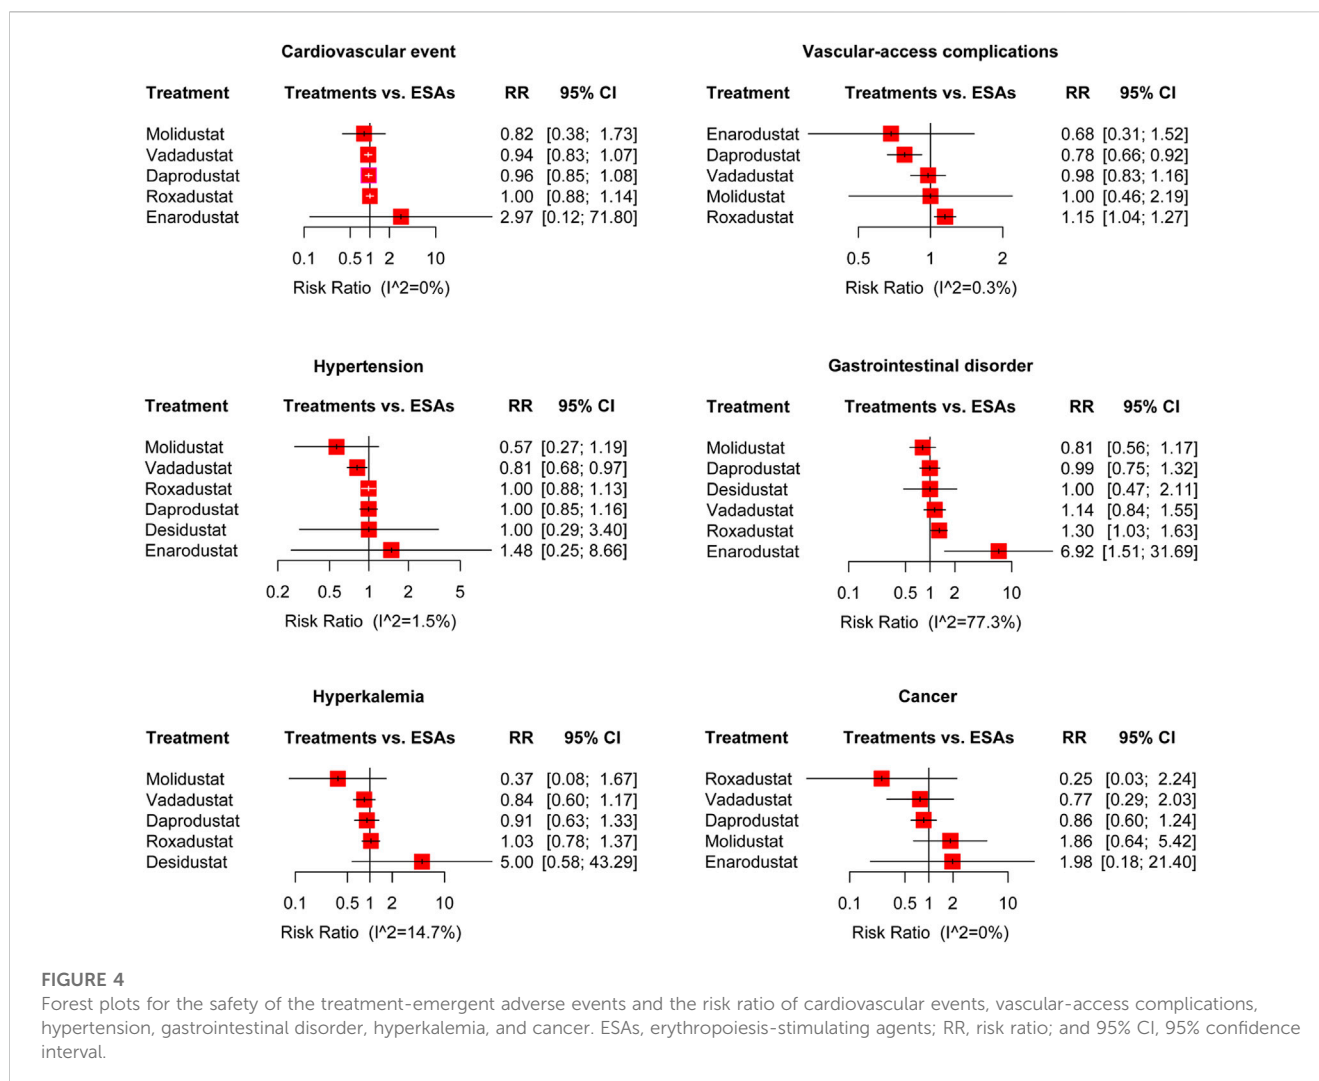 Cardiovascular event
Treatment Treatments vs. ESAs RR 95% CI
Molidustat 0.82 [0.38; 1.73]
Vadadustat 0.94 [0.83; 1.07]
Daprodustat 0.96 [0.85; 1.08]
Roxadustat 1.00 [0.88; 1.14]
Enarodustat 2.97 [0.12; 71.80]
0.1 0.5 1 2 10
Risk Ratio (I^2=0%)
Vascular-access complications
Treatment Treatments vs. ESAs RR 95% CI
Enarodustat 0.68 [0.31; 1.52]
Daprodustat 0.78 [0.66; 0.92]
Vadadustat 0.98 [0.83; 1.16]
Molidustat 1.00 [0.46; 2.19]
Roxadustat 1.15 [1.04; 1.27]
0.5 1 2
Risk Ratio (I^2=0.3%)
Hypertension
Treatment Treatments vs. ESAs RR 95% CI
Molidustat 0.57 [0.27; 1.19]
Vadadustat 0.81 [0.68; 0.97]
Roxadustat 1.00 [0.88; 1.13]
Daprodustat 1.00 [0.85; 1.16]
Desidustat 1.00 [0.29; 3.40]
Enarodustat 1.48 [0.25; 8.66]
0.2 0.5 1 2 5
Risk Ratio (I^2=1.5%)
Gastrointestinal disorder
Treatment Treatments vs. ESAs RR 95% CI
Molidustat 0.81 [0.56; 1.17]
Daprodustat 0.99 [0.75; 1.32]
Desidustat 1.00 [0.47; 2.11]
Vadadustat 1.14 [0.84; 1.55]
Roxadustat 1.30 [1.03; 1.63]
Enarodustat 6.92 [1.51; 31.69]
0.1 0.5 1 2 10
Risk Ratio (I^2=77.3%)
Hyperkalemia
Treatment Treatments vs. ESAs RR 95% CI
Molidustat 0.37 [0.08; 1.67]
Vadadustat 0.84 [0.60; 1.17]
Daprodustat 0.91 [0.63; 1.33]
Roxadustat 1.03 [0.78; 1.37]
Desidustat 5.00 [0.58; 43.29]
0.1 0.5 1 2 10
Risk Ratio (I^2=14.7%)
Cancer
Treatment Treatments vs. ESAs RR 95% CI
Roxadustat 0.25 [0.03; 2.24]
Vadadustat 0.77 [0.29; 2.03]
Daprodustat 0.86 [0.60; 1.24]
Molidustat 1.86 [0.64; 5.42]
Enarodustat 1.98 [0.18; 21.40]
0.1 0.5 1 2 10
Risk Ratio (I^2=0%)
FIGURE 4
Forest plots for the safety of the treatment-emergent adverse events and the risk ratio of cardiovascular events, vascular-access complications,
hypertension, gastrointestinal disorder, hyperkalemia, and cancer. ESAs, erythropoiesis-stimulating agents; RR, risk ratio; and 95% CI, 95% confidence
interval.